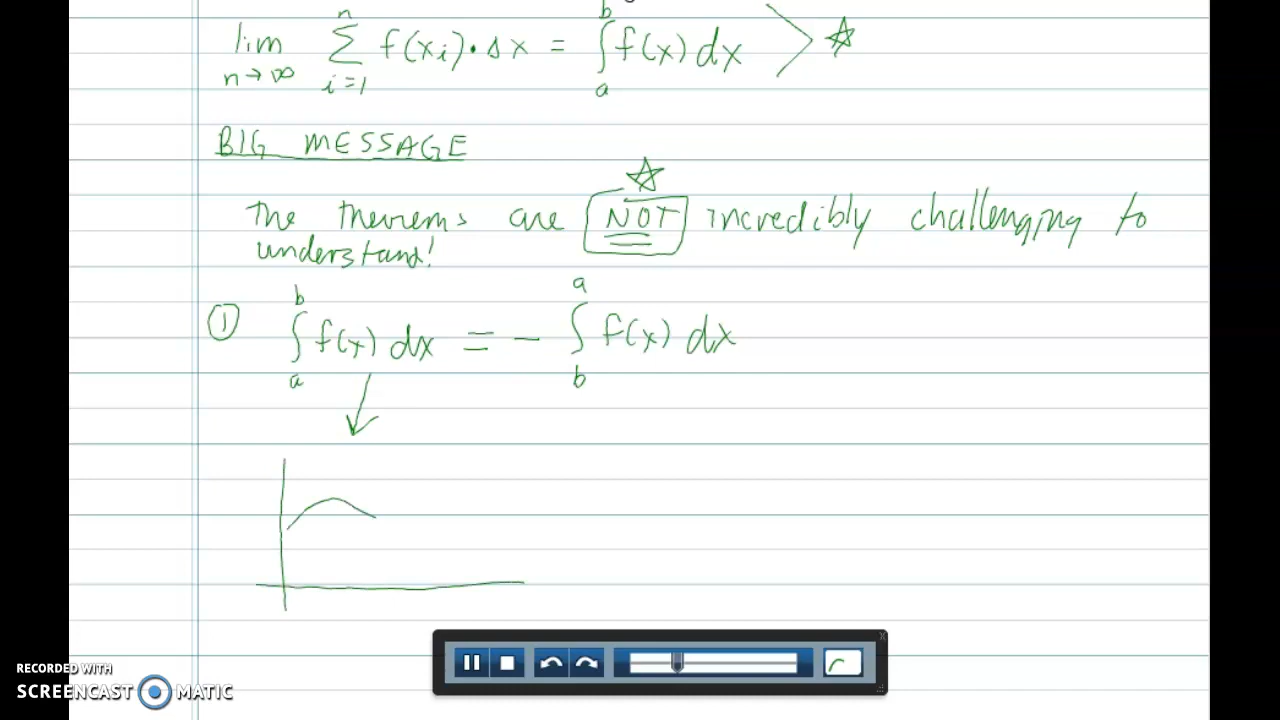 lim n→∞ n Σ i=1 f(xi)·Δx = b ∫ a f(x) dx > ☆
BIG MESSAGE
☆
The theorems are NOT incredibly challenging to
understand!
① b ∫ a f(x) dx = - a ∫ b f(x) dx
RECORDED WITH
SCREENCAST MATIC